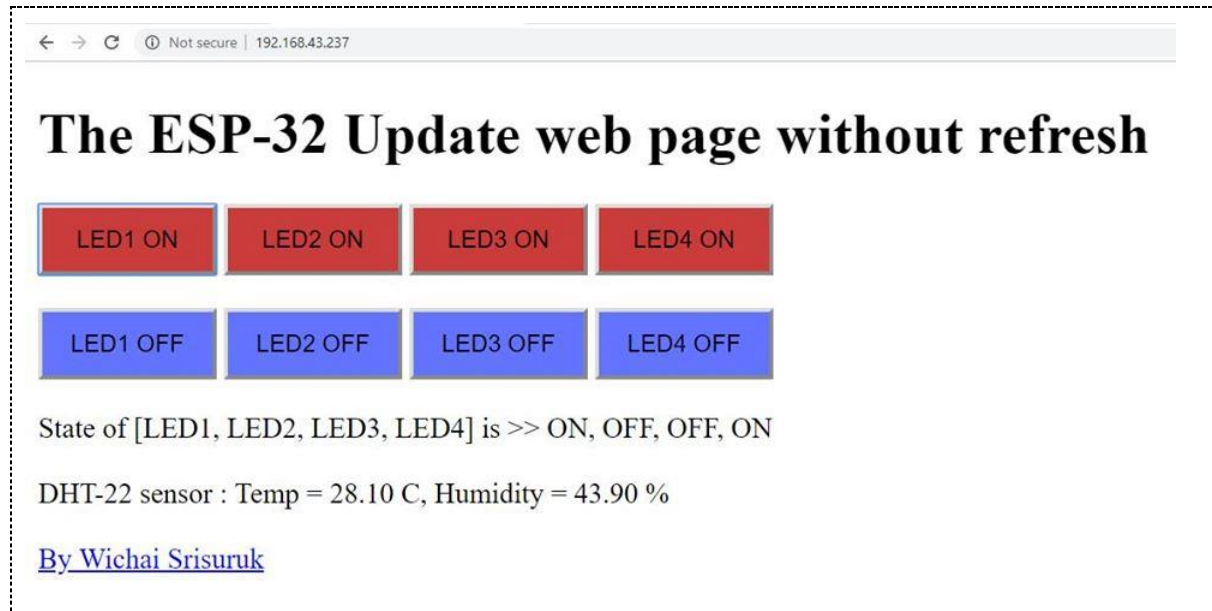 Not secure | 192.168.43.237
The ESP-32 Update web page without refresh
LED1 ON LED2 ON LED3 ON LED4 ON
LED1 OFF LED2 OFF LED3 OFF LED4 OFF
State of [LED1, LED2, LED3, LED4] is >> ON, OFF, OFF, ON
DHT-22 sensor : Temp = 28.10 C, Humidity = 43.90 %
By Wichai Srisuruk